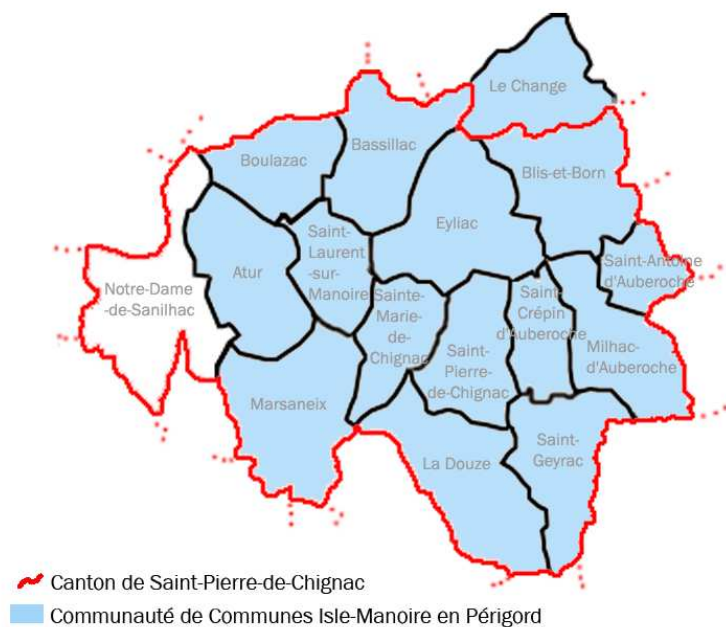 Le Change
Bassillac
Boulazac
Blis-et-Born
Eyliac
Saint-
Laurent
-sur-
Manoire
Saint-Antoine
d'Auberoche
Atur
Notre-Dame
-de-Sanilhac
Sainte-
Marie-
de-
Chignac
Saint-
Crépin
d'Auberoche
Saint-
Pierre-
de-Chignac
Milhac-
d'Auberoche
Marsaneix
La Douze
Saint-
Geyrac
Canton de Saint-Pierre-de-Chignac
Communauté de Communes Isle-Manoire en Périgord